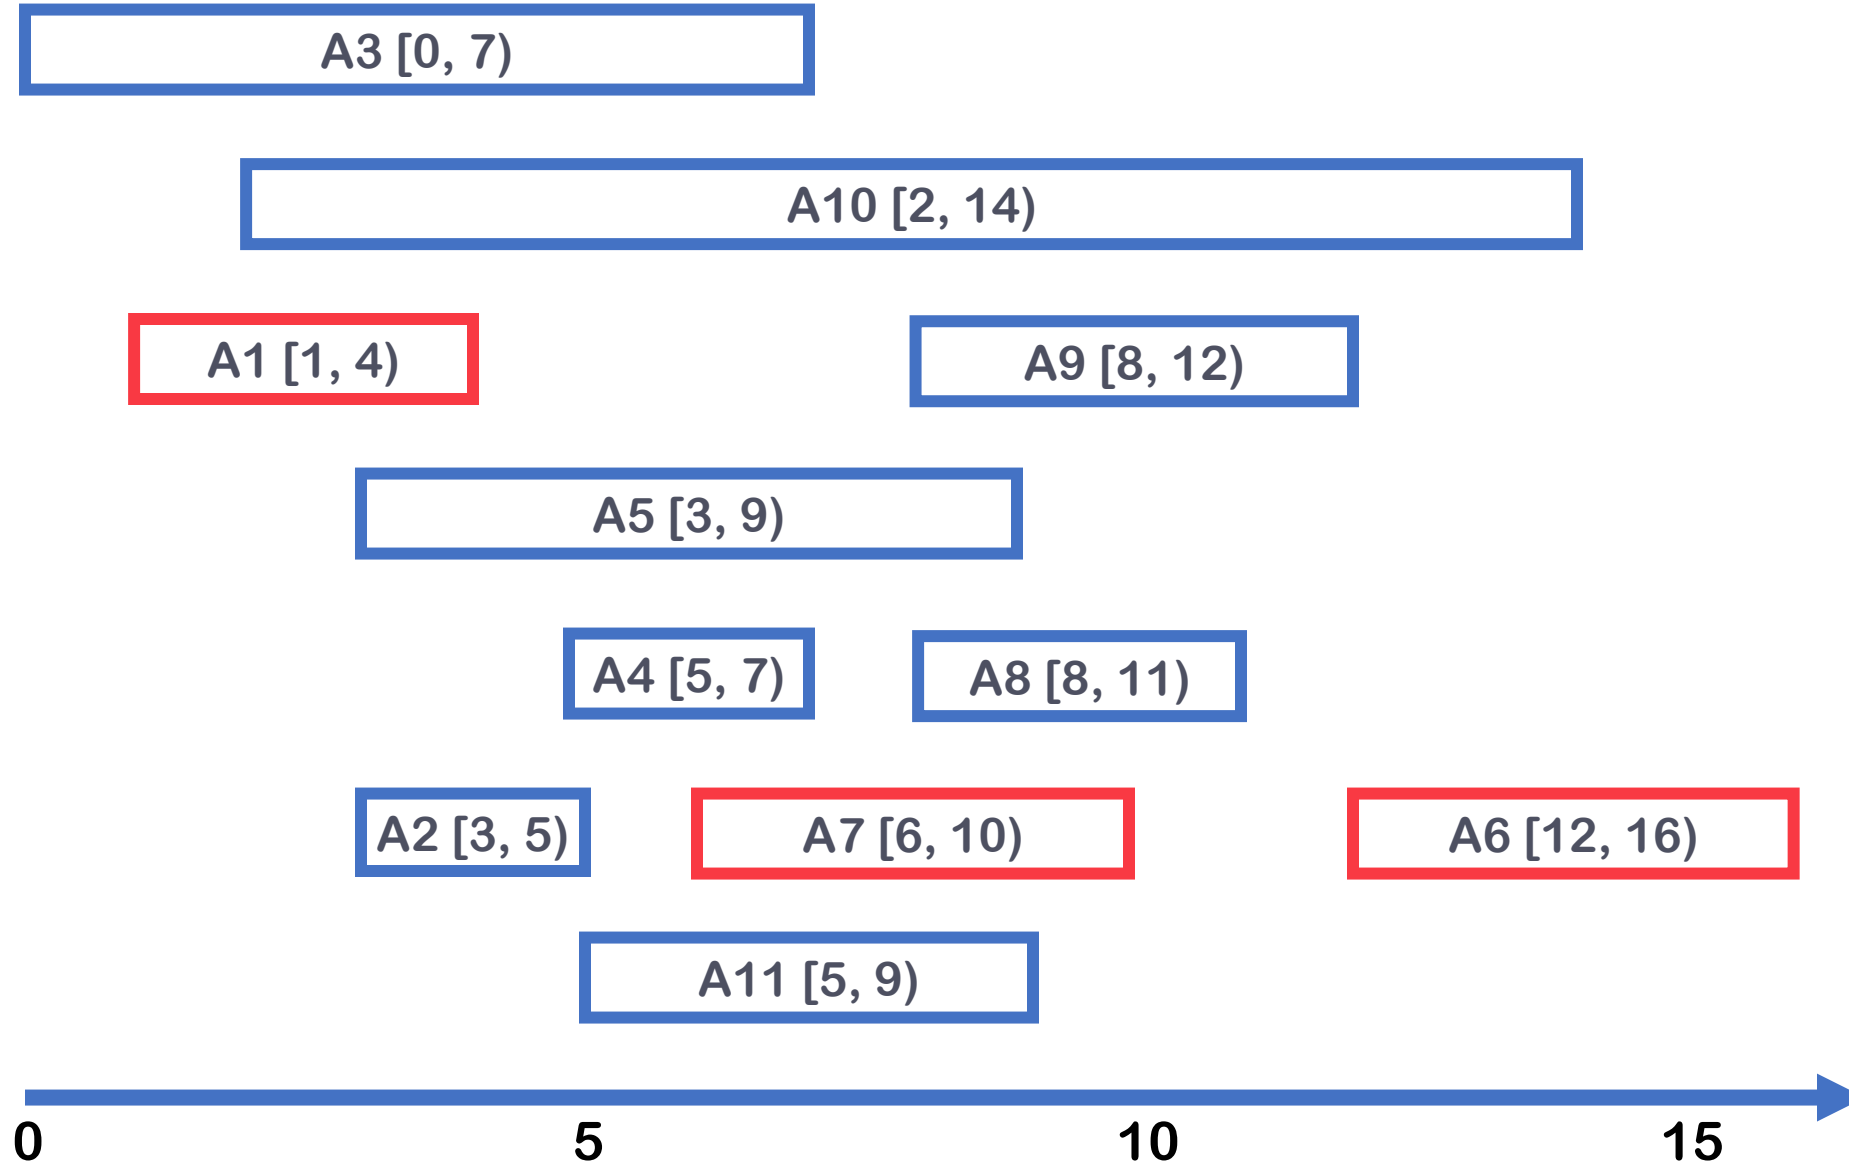 A3 [0, 7)
A10 [2, 14)
A1 [1, 4)
A9 [8, 12)
A5 [3, 9)
A4 [5, 7)
A8 [8, 11)
A2 [3, 5)
A7 [6, 10)
A6 [12, 16)
A11 [5, 9)
0 5 10 15